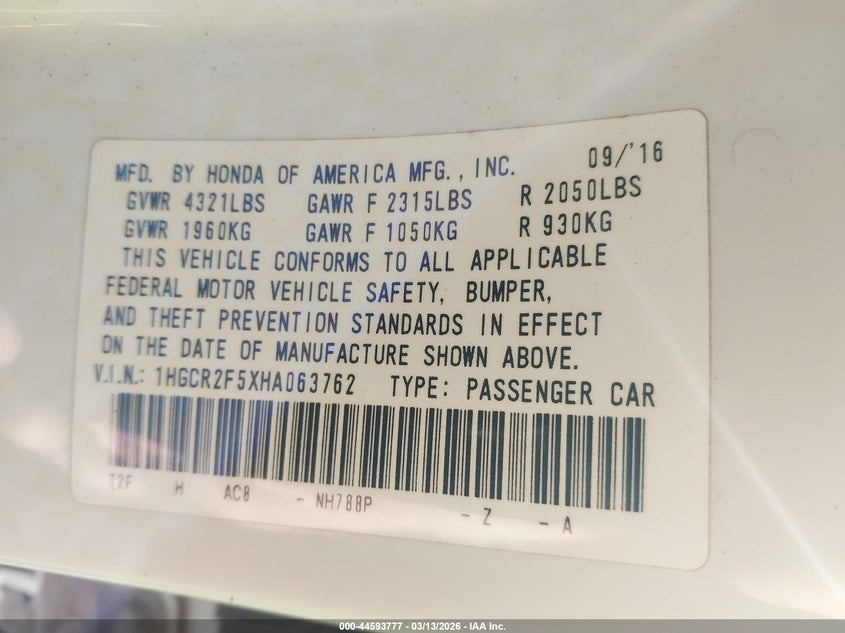 MFD. BY HONDA OF AMERICA MFG., INC. 09/'16
GVWR 4321LBS GAWR F 2315LBS R 2050LBS
GVWR 1960KG GAWR F 1050KG R 930KG
THIS VEHICLE CONFORMS TO ALL APPLICABLE
FEDERAL MOTOR VEHICLE SAFETY, BUMPER,
AND THEFT PREVENTION STANDARDS IN EFFECT
ON THE DATE OF MANUFACTURE SHOWN ABOVE.
V.I.N.: 1HGCR2F5XHA063762 TYPE: PASSENGER CAR
T2F H AC8 - NH788P - Z - A
000-44593777 - 03/13/2026 - IAA Inc.